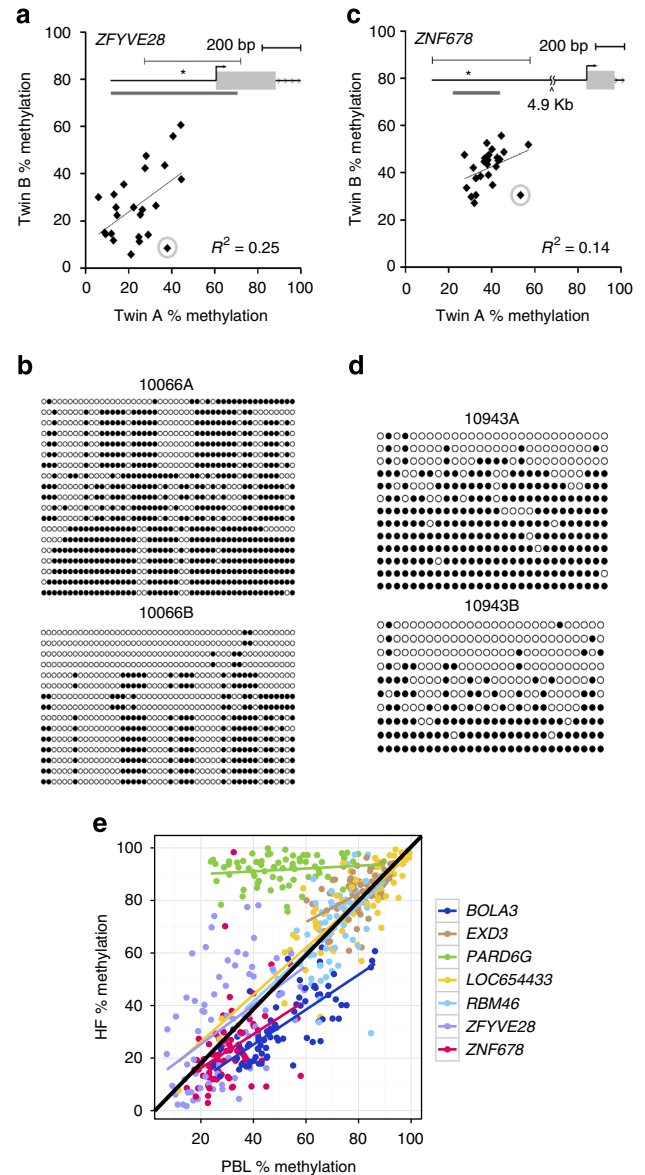 a
ZFYVE28
200 bp
*
Twin B % methylation
100
80
60
40
20
0
R² = 0.25
0 20 40 60 80 100
Twin A % methylation
c
ZNF678
200 bp
*
4.9 Kb
Twin B % methylation
100
80
60
40
20
0
R² = 0.14
0 20 40 60 80 100
Twin A % methylation
b
10066A
10066B
d
10943A
10943B
e
HF % methylation
100
80
60
40
20
0
20 40 60 80 100
PBL % methylation
BOLA3
EXD3
PARD6G
LOC654433
RBM46
ZFYVE28
ZNF678